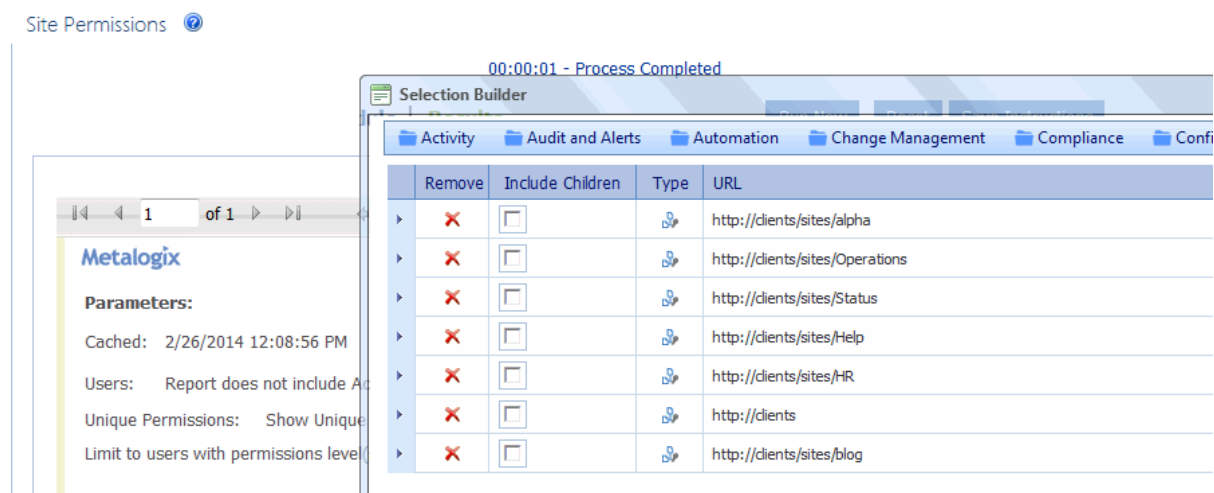 Site Permissions
00:00:01 - Process Completed
Selection Builder
Activity Audit and Alerts Automation Change Management Compliance Confi
Remove Include Children Type URL
http://clients/sites/alpha
http://clients/sites/Operations
http://clients/sites/Status
http://clients/sites/Help
http://clients/sites/HR
http://clients
http://clients/sites/blog
1 of 1
Metalogix
Parameters:
Cached: 2/26/2014 12:08:56 PM
Users: Report does not include Ad
Unique Permissions: Show Unique
Limit to users with permissions level(